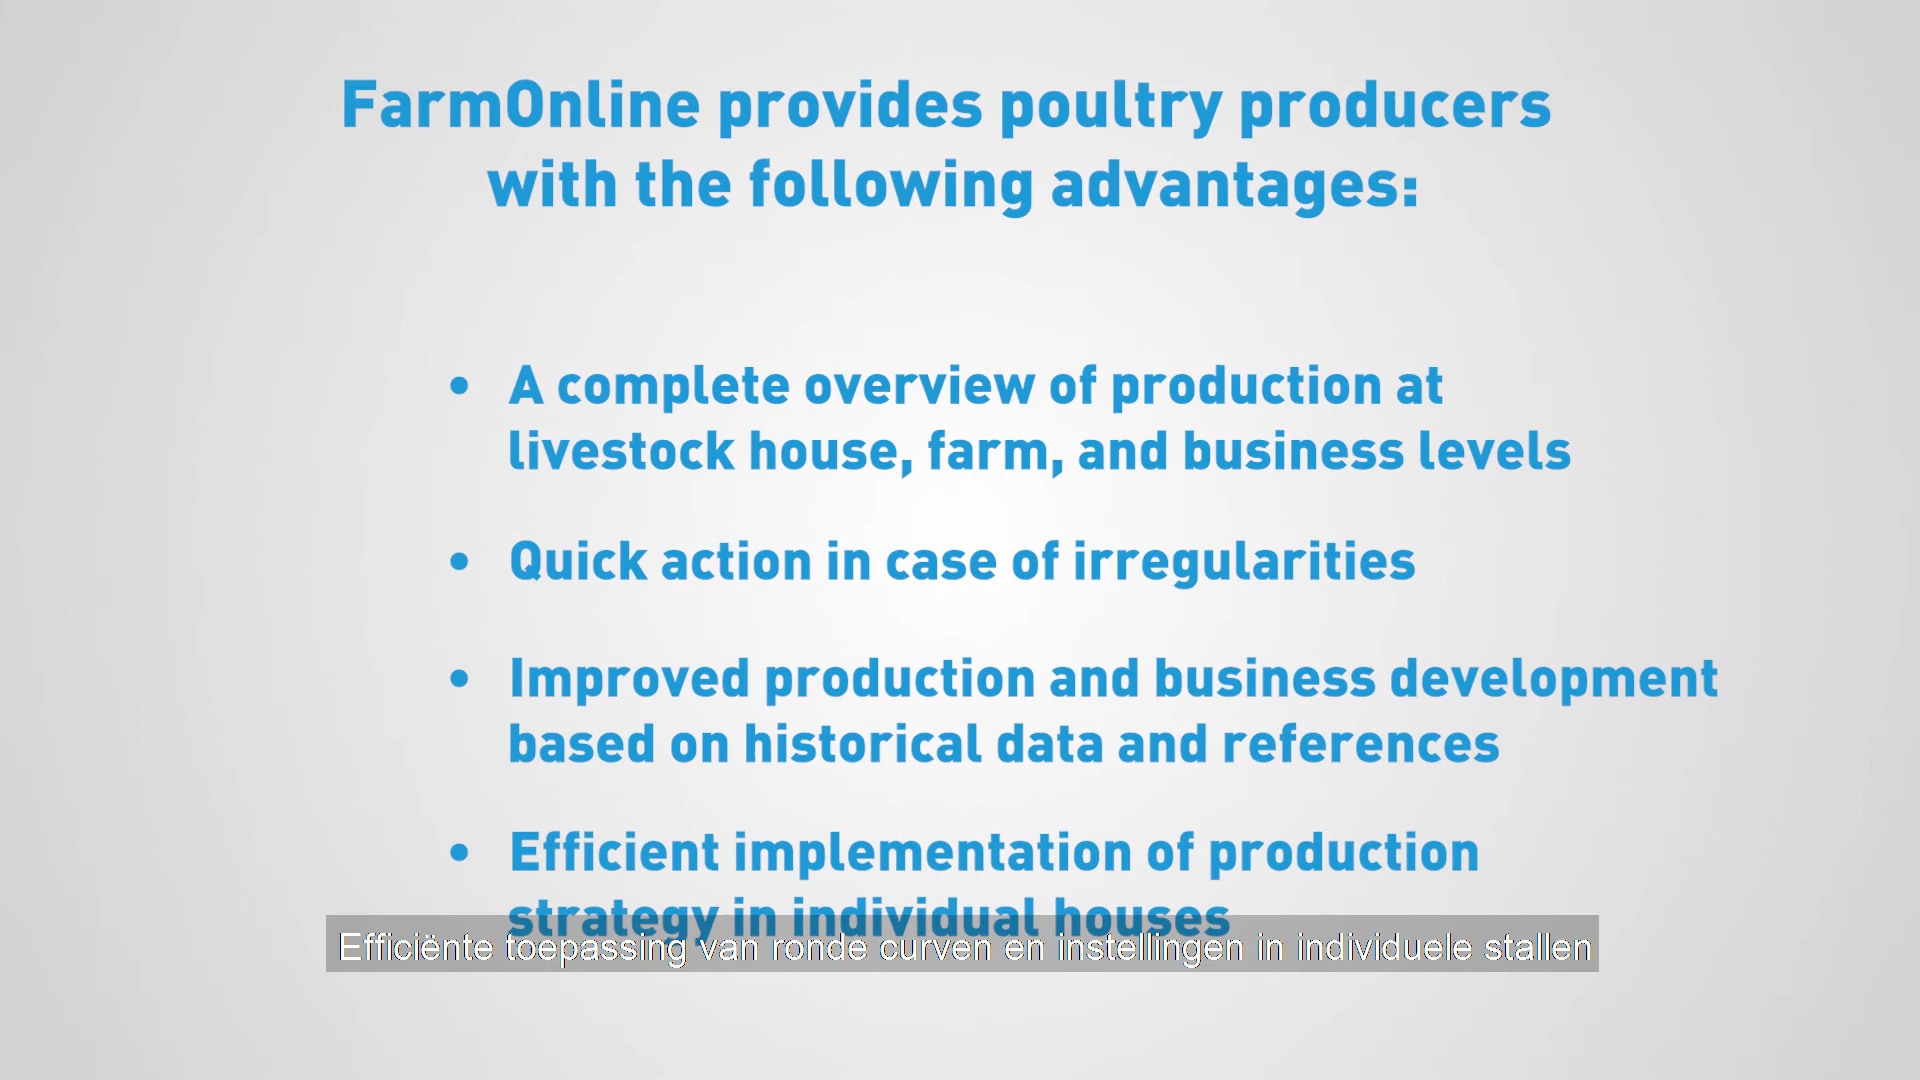 FarmOnline provides poultry producers
with the following advantages:
• A complete overview of production at
livestock house, farm, and business levels
• Quick action in case of irregularities
• Improved production and business development
based on historical data and references
• Efficient implementation of production
strategy in individual houses
Efficiënte toepassing van ronde curven en instellingen in individuele stallen